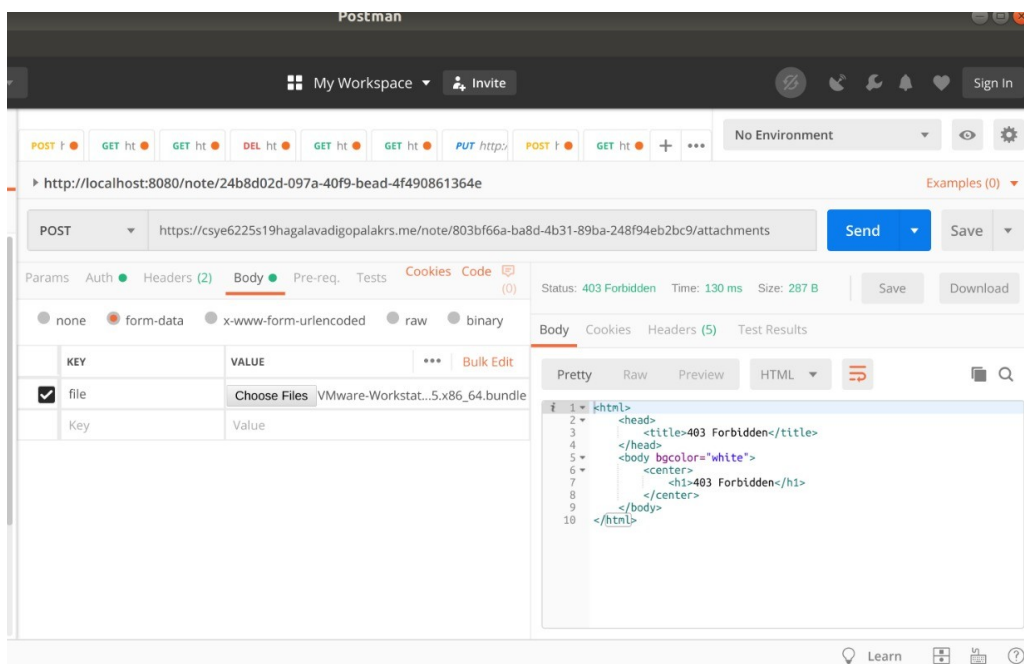 Postman
My Workspace Invite Sign In
POST h GET ht GET ht DEL ht GET ht GET ht PUT http:/ POST h GET ht + ••• No Environment
http://localhost:8080/note/24b8d02d-097a-40f9-bead-4f490861364e Examples (0)
POST https://csye6225s19hagalavadigopalakrs.me/note/803bf66a-ba8d-4b31-89ba-248f94eb2bc9/attachments Send Save
Params Auth Headers (2) Body Pre-req. Tests Cookies Code (0)
Status: 403 Forbidden Time: 130 ms Size: 287 B Save Download
none form-data x-www-form-urlencoded raw binary
Body Cookies Headers (5) Test Results
KEY VALUE ••• Bulk Edit
Pretty Raw Preview HTML
file Choose Files VMware-Workstat...5.x86_64.bundle
Key Value
i 1 <html>
2 <head>
3 <title>403 Forbidden</title>
4 </head>
5 <body bgcolor="white">
6 <center>
7 <h1>403 Forbidden</h1>
8 </center>
9 </body>
10 </html>
Learn